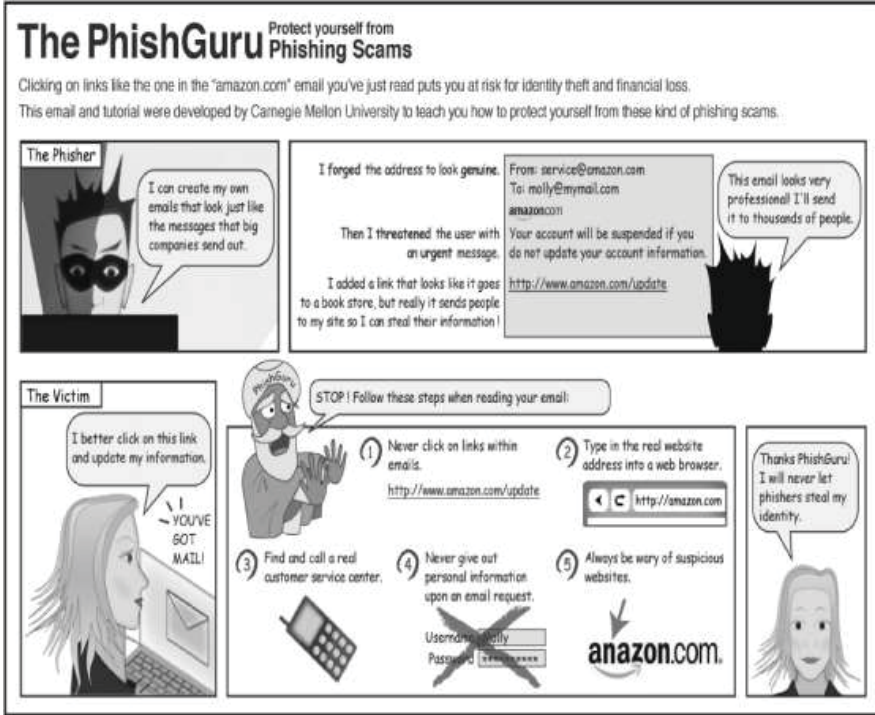 The PhishGuru Protect yourself from
Phishing Scams
Clicking on links like the one in the "amazon.com" email you've just read puts you at risk for identity theft and financial loss.
This email and tutorial were developed by Carnegie Mellon University to teach you how to protect yourself from these kind of phishing scams.
The Phisher
I can create my own
emails that look just like
the messages that big
companies send out.
I forged the address to look genuine.
Then I threatened the user with
an urgent message.
I added a link that looks like it goes
to a book store, but really it sends people
to my site so I can steal their information !
From: service@amazon.com
To: molly@mymail.com
amazoncom
Your account will be suspended if you
do not update your account information.
http://www.amazon.com/update
This email looks very
professional! I'll send
it to thousands of people.
The Victim
I better click on this link
and update my information.
YOU'VE
GOT
MAIL!
PhishGuru
STOP ! Follow these steps when reading your email:
1 Never click on links within
emails.
http://www.amazon.com/update
2 Type in the real website
address into a web browser.
http://amazon.com
3 Find and call a real
customer service center.
4 Never give out
personal information
upon an email request.
Username Molly
Password **********
5 Always be wary of suspicious
websites.
anazon.com.
Thanks PhishGuru!
I will never let
phishers steal my
identity.